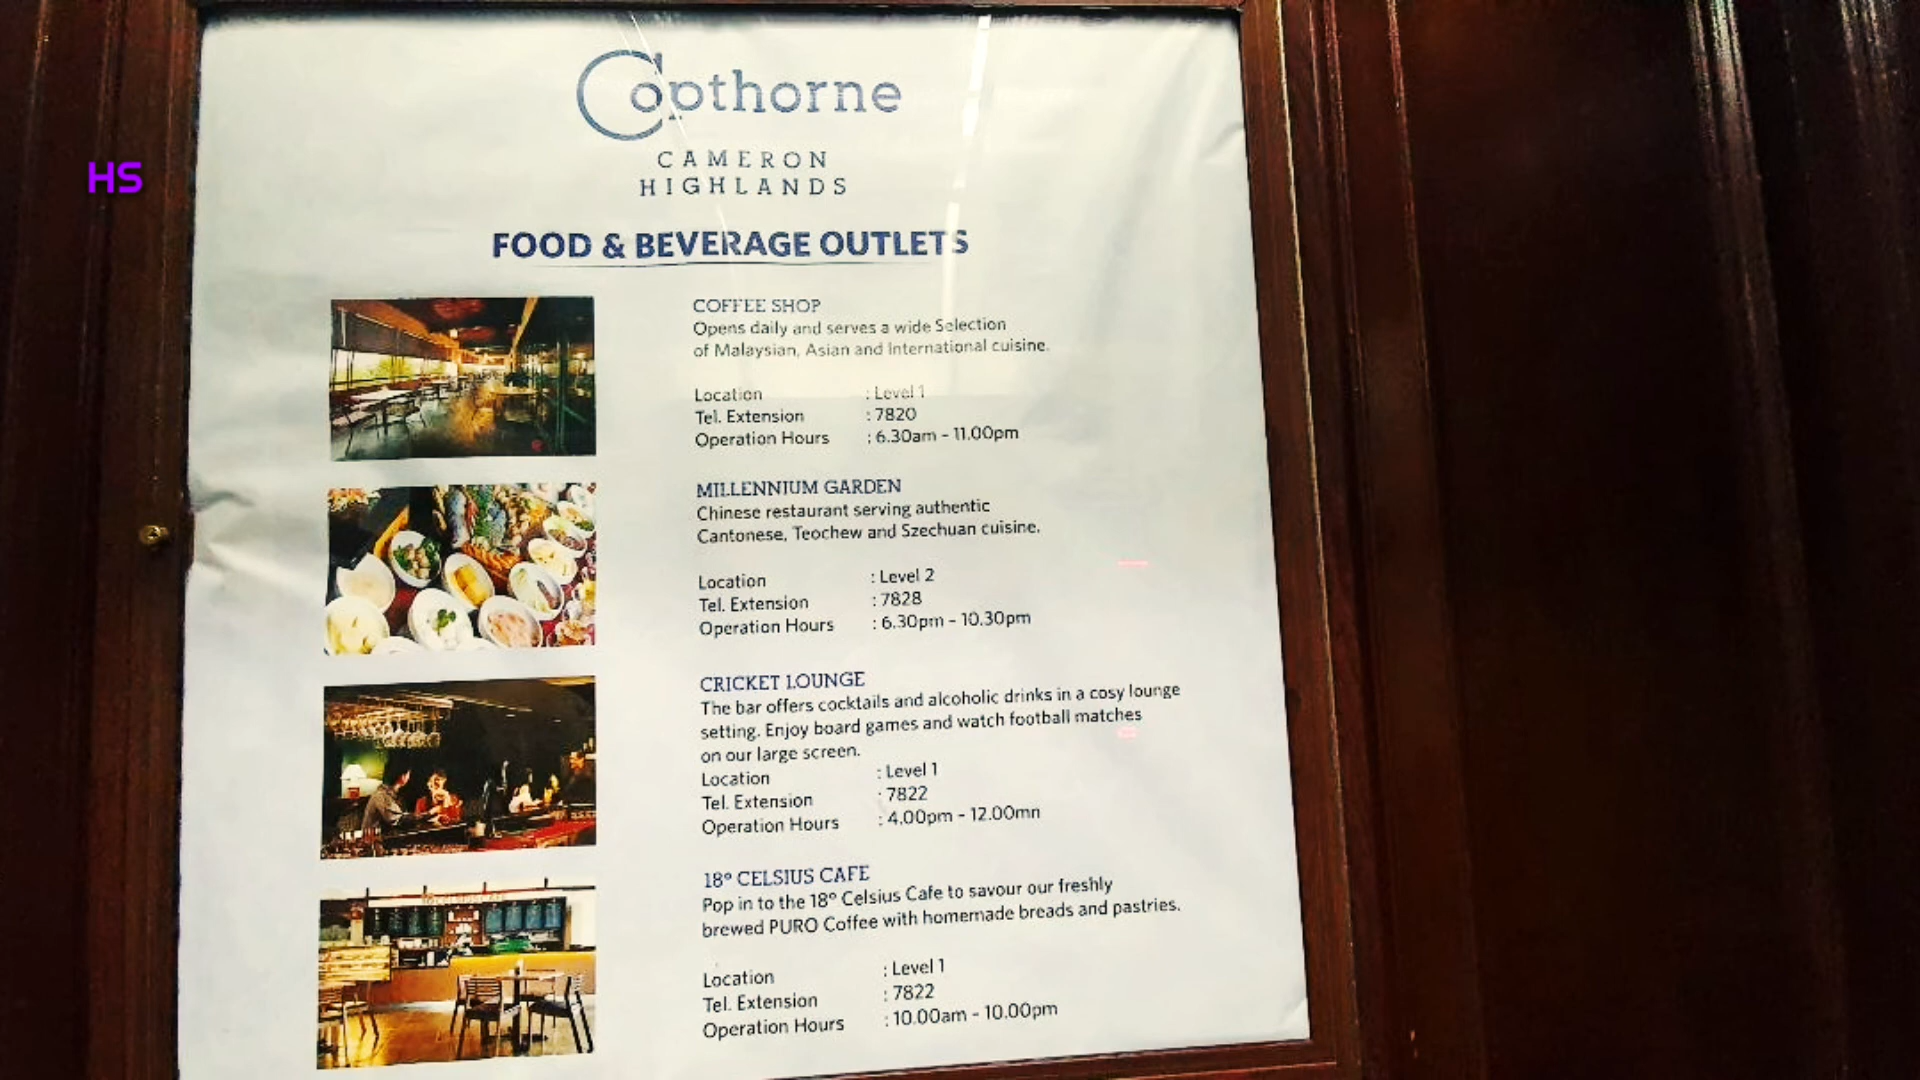 HS
Copthorne
CAMERON
HIGHLANDS
FOOD & BEVERAGE OUTLETS
COFFEE SHOP
Opens daily and serves a wide Selection
of Malaysian, Asian and International cuisine.
Location : Level 1
Tel. Extension : 7820
Operation Hours : 6.30am - 11.00pm
MILLENNIUM GARDEN
Chinese restaurant serving authentic
Cantonese, Teochew and Szechuan cuisine.
Location : Level 2
Tel. Extension : 7828
Operation Hours : 6.30pm - 10.30pm
CRICKET LOUNGE
The bar offers cocktails and alcoholic drinks in a cosy lounge
setting. Enjoy board games and watch football matches
on our large screen.
Location : Level 1
Tel. Extension : 7822
Operation Hours : 4.00pm - 12.00mn
18° CELSIUS CAFE
Pop in to the 18° Celsius Cafe to savour our freshly
brewed PURO Coffee with homemade breads and pastries.
Location : Level 1
Tel. Extension : 7822
Operation Hours : 10.00am - 10.00pm